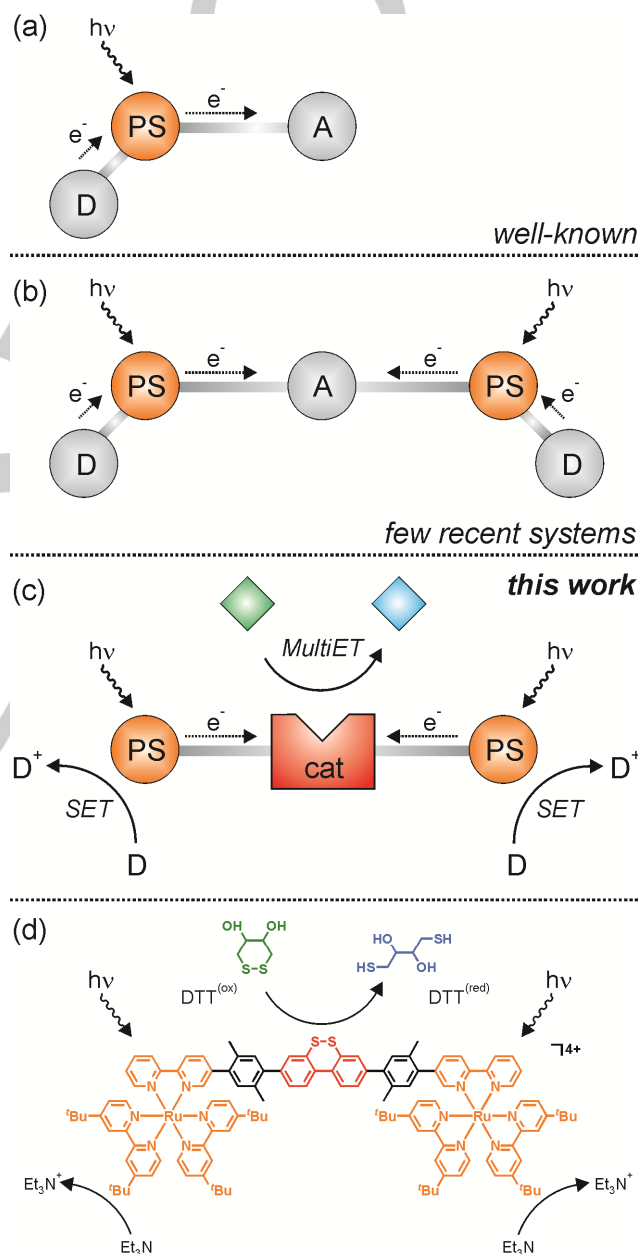 (a)
hν
e⁻
PS
A
e⁻
D
well-known
(b)
hν
hν
e⁻
e⁻
PS
A
PS
e⁻
e⁻
D
D
few recent systems
this work
(c)
MultiET
hν
hν
e⁻
e⁻
PS
cat
PS
D⁺
D⁺
SET
SET
D
D
(d)
OH OH
HO SH
S-S
HS OH
hν
DTT(ox)
DTT(red)
hν
S-S
4+
N N
N N
ᵗBu N Ru N ᵗBu
ᵗBu N Ru N ᵗBu
N N
N N
ᵗBu ᵗBu
ᵗBu ᵗBu
Et₃N⁺
Et₃N⁺
Et₃N
Et₃N